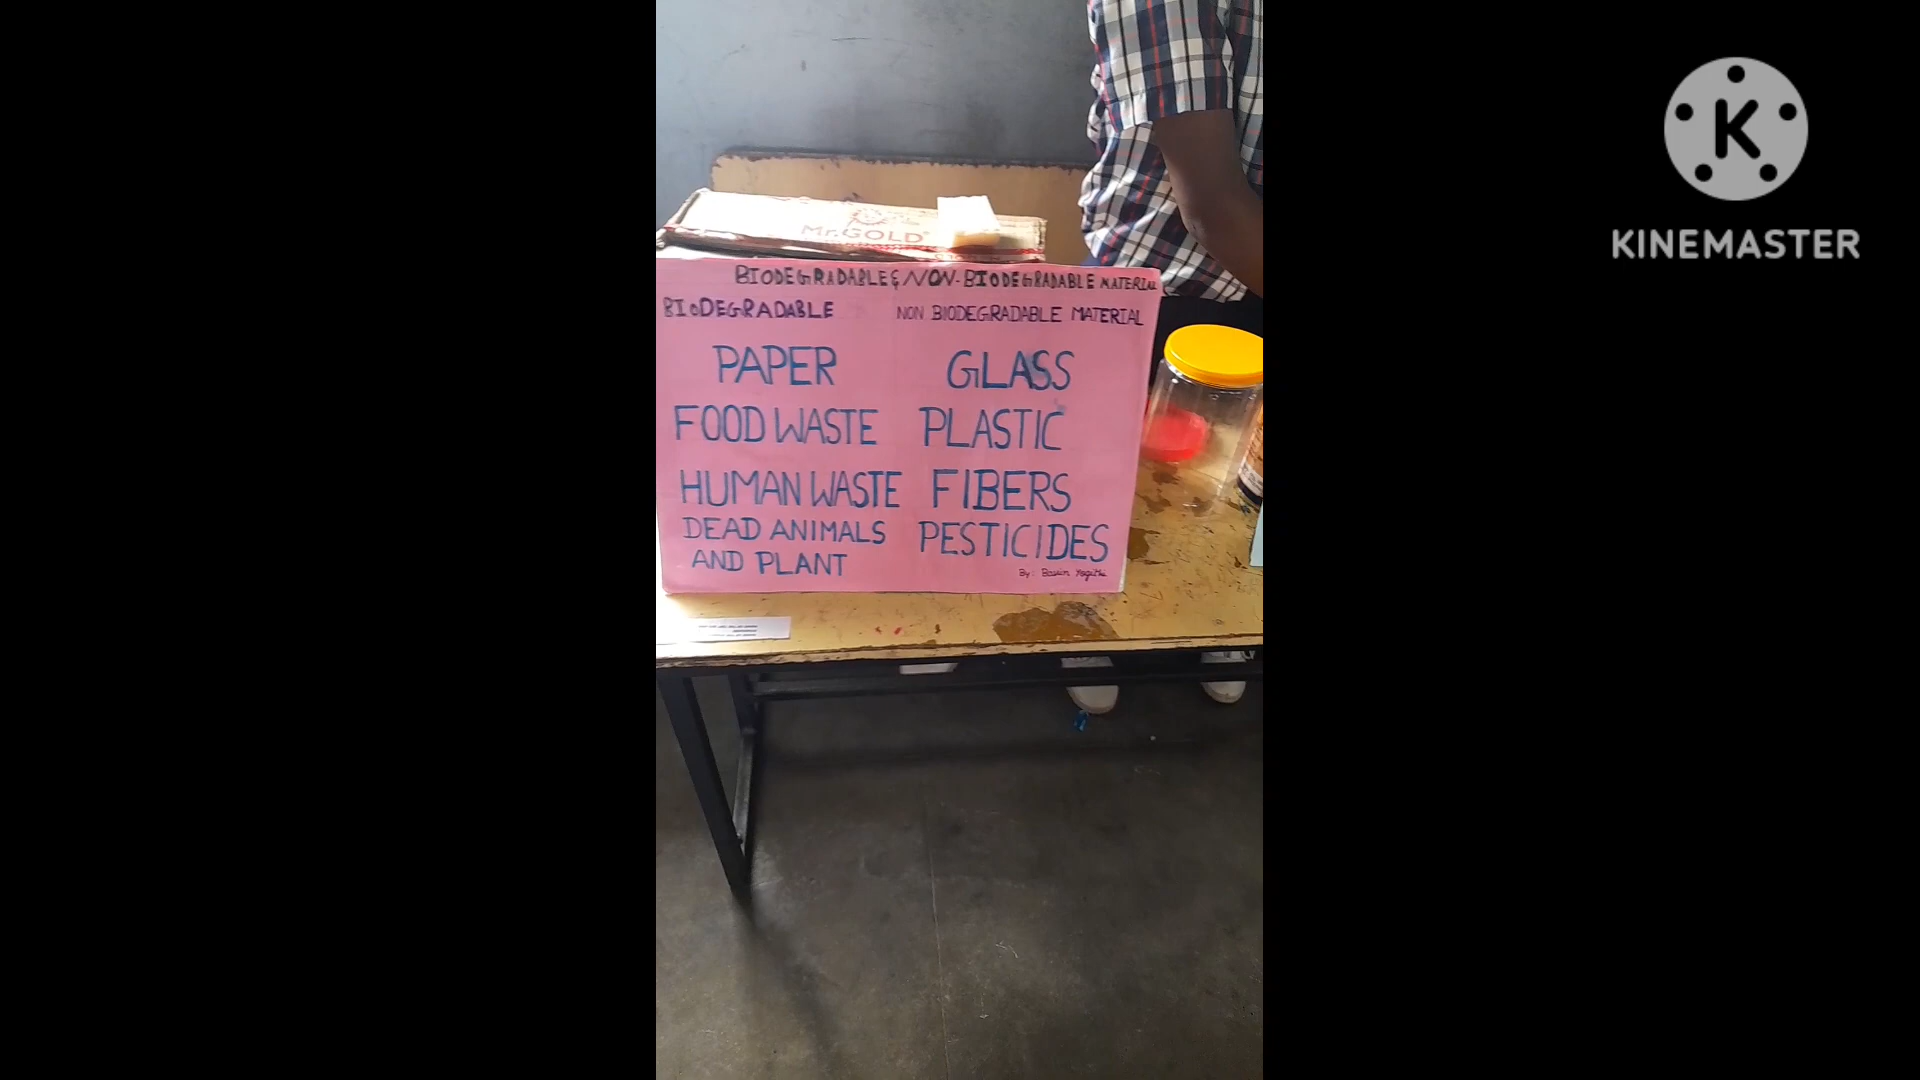 KINEMASTER
Mr. GOLD
BIODEGRADABLE & NON-BIODEGRADABLE MATERIAL
BIODEGRADABLE
NON BIODEGRADABLE MATERIAL
PAPER
GLASS
FOOD WASTE
PLASTIC
HUMAN WASTE
FIBERS
DEAD ANIMALS
AND PLANT
PESTICIDES
By: